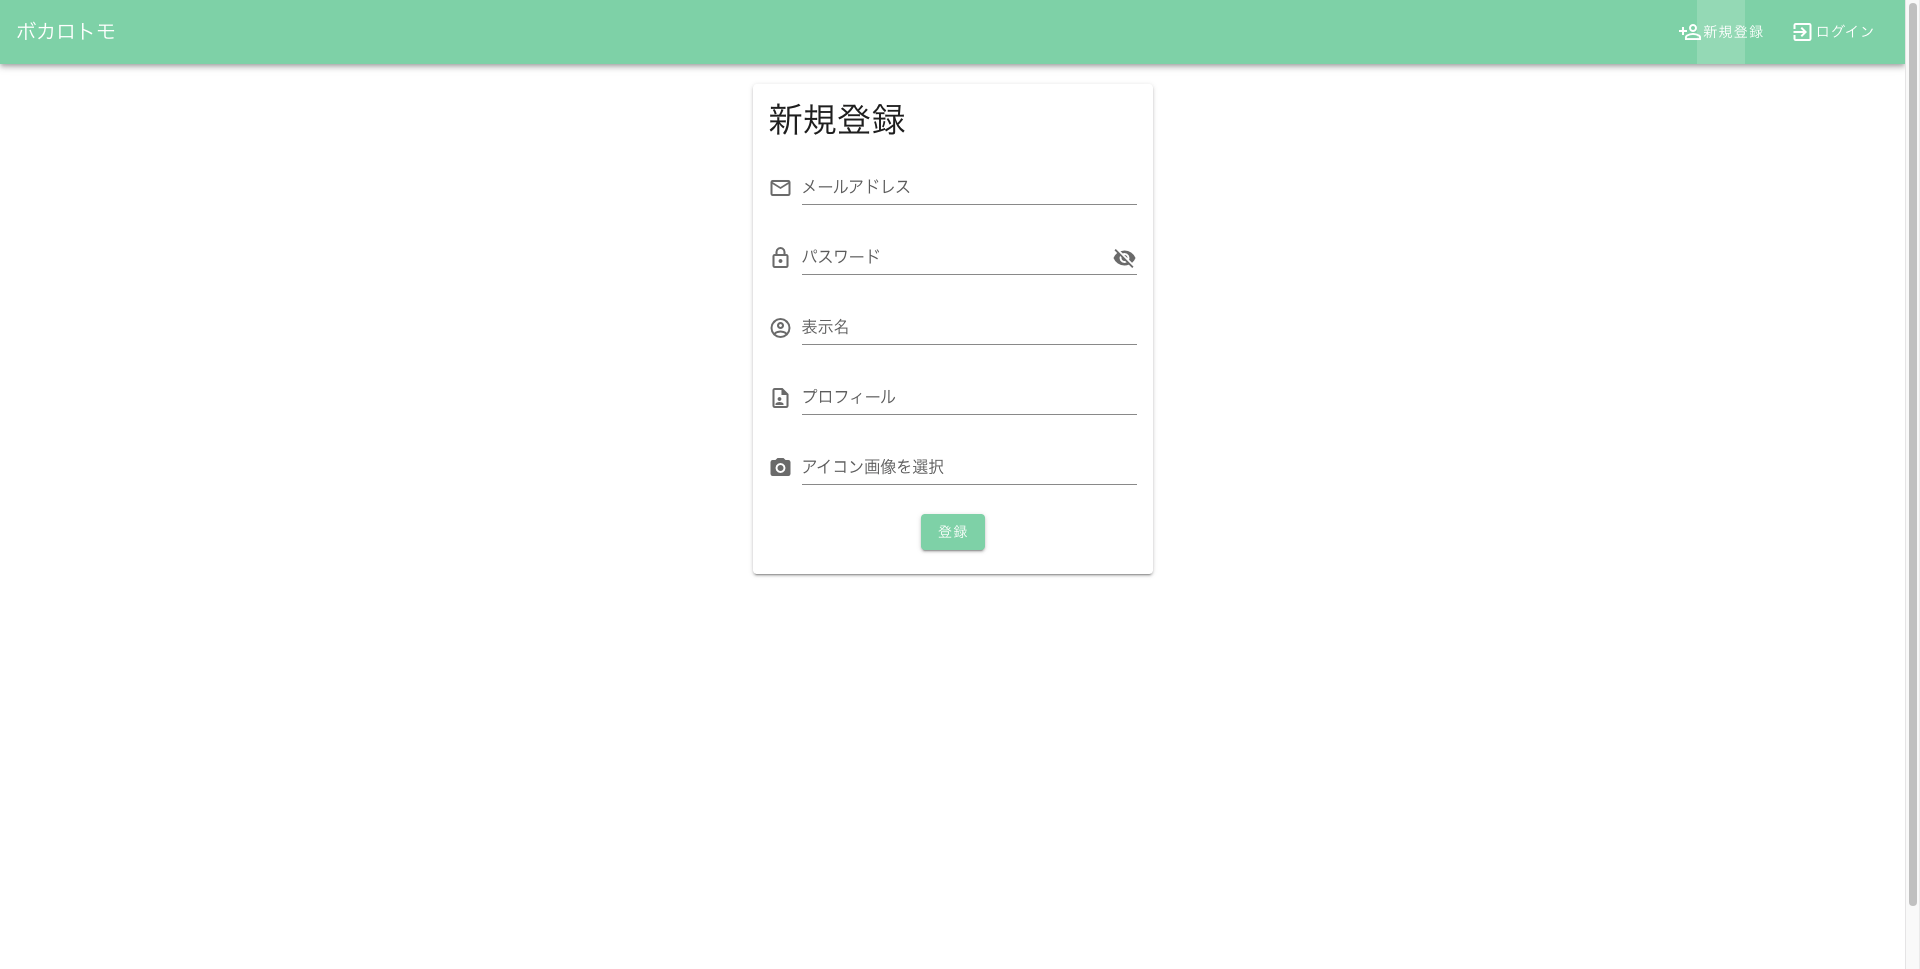 ボカロトモ
新規登録
ログイン
新規登録
メールアドレス
パスワード
表示名
プロフィール
アイコン画像を選択
登録